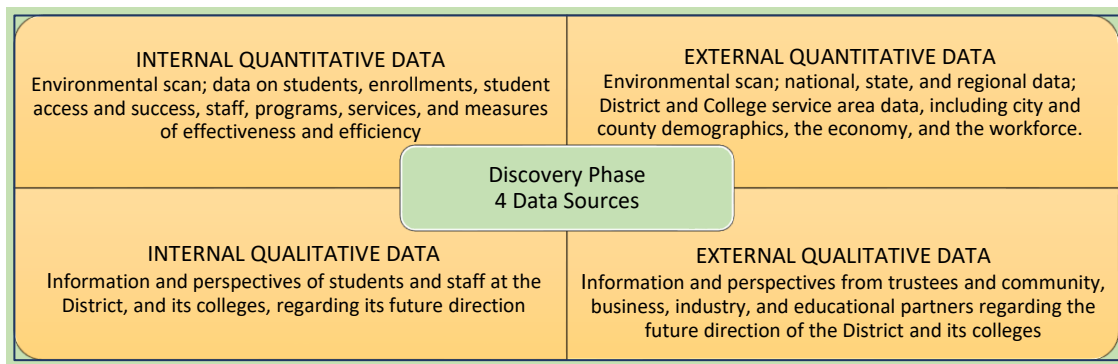 INTERNAL QUANTITATIVE DATA
Environmental scan; data on students, enrollments, student
access and success, staff, programs, services, and measures
of effectiveness and efficiency
EXTERNAL QUANTITATIVE DATA
Environmental scan; national, state, and regional data;
District and College service area data, including city and
county demographics, the economy, and the workforce.
Discovery Phase
4 Data Sources
INTERNAL QUALITATIVE DATA
Information and perspectives of students and staff at the
District, and its colleges, regarding its future direction
EXTERNAL QUALITATIVE DATA
Information and perspectives from trustees and community,
business, industry, and educational partners regarding the
future direction of the District and its colleges